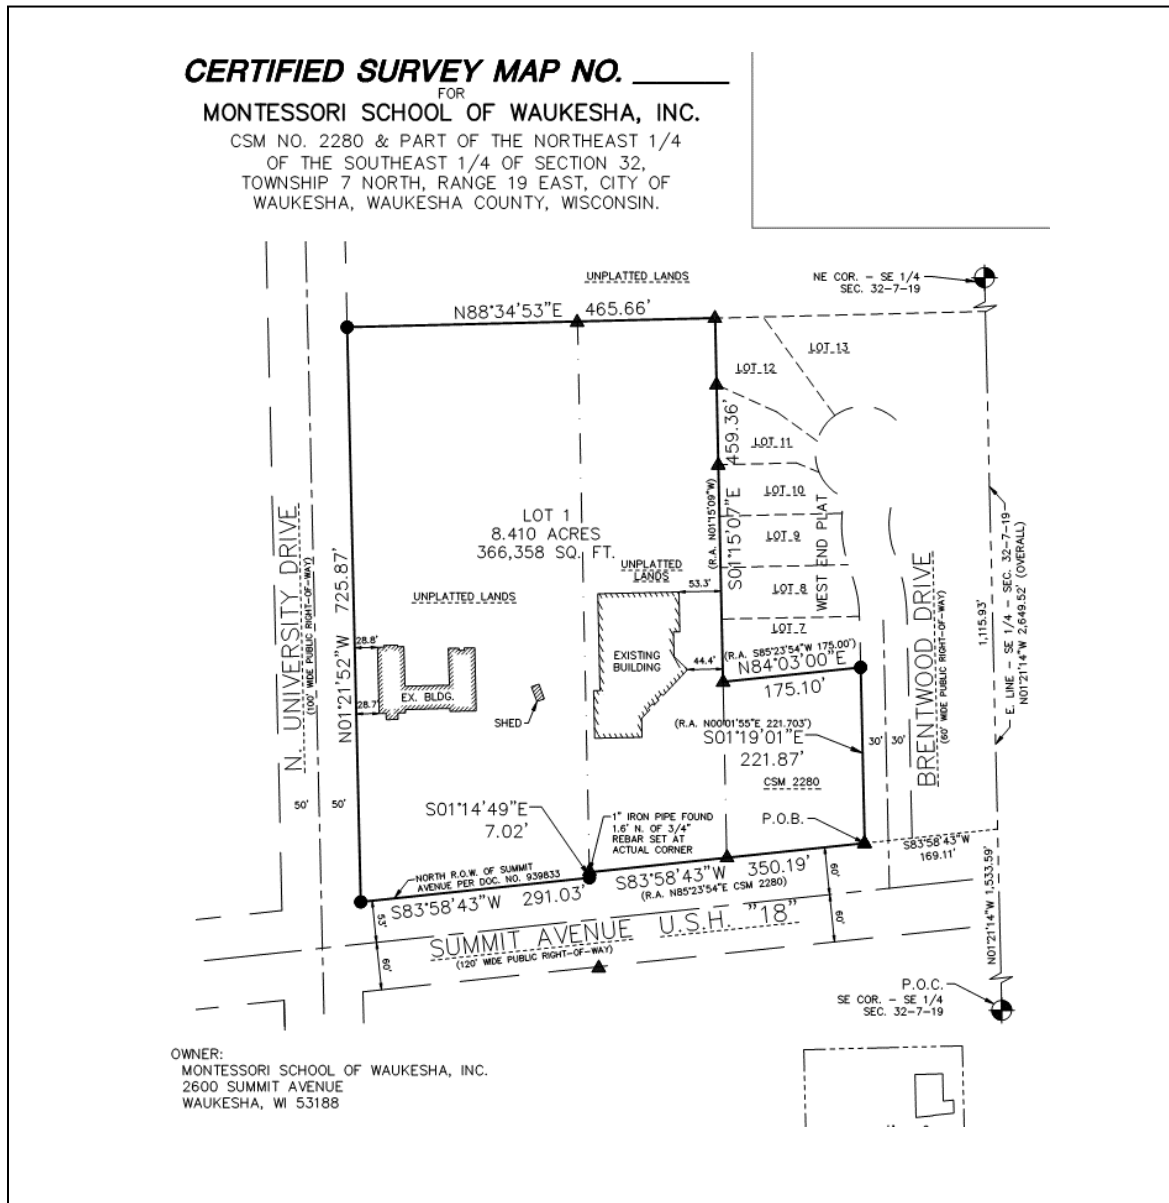 CERTIFIED SURVEY MAP NO. ________
FOR
MONTESSORI SCHOOL OF WAUKESHA, INC.
CSM NO. 2280 & PART OF THE NORTHEAST 1/4
OF THE SOUTHEAST 1/4 OF SECTION 32,
TOWNSHIP 7 NORTH, RANGE 19 EAST, CITY OF
WAUKESHA, WAUKESHA COUNTY, WISCONSIN.
UNPLATTED LANDS
NE COR. - SE 1/4
SEC. 32-7-19
N88°34'53"E 465.66'
LOT 13
LOT 12
LOT 11
LOT 10
LOT 9
LOT 8
LOT 7
WEST END PLAT
459.36'
S01°15'07"E
(R.A. N01°15'09"W)
LOT 1
8.410 ACRES
366,358 SQ. FT.
UNPLATTED
LANDS
53.3'
UNPLATTED LANDS
N. UNIVERSITY DRIVE
(100' WIDE PUBLIC RIGHT-OF-WAY)
N01°21'52"W 725.87'
28.8'
28.7'
EX. BLDG.
SHED
EXISTING
BUILDING
44.4'
(R.A. S85°23'54"W 175.00')
N84°03'00"E
175.10'
(R.A. N00°01'55"E 221.703')
S01°19'01"E
221.87'
CSM 2280
P.O.B.
30'
30'
BRENTWOOD DRIVE
(60' WIDE PUBLIC RIGHT-OF-WAY)
1,115.93'
E. LINE - SE 1/4 - SEC. 32-7-19
N01°21'14"W 2,649.52' (OVERALL)
50'
50'
S01°14'49"E
7.02'
1" IRON PIPE FOUND
1.6' N. OF 3/4"
REBAR SET AT
ACTUAL CORNER
NORTH R.O.W. OF SUMMIT
AVENUE PER DOC. NO. 939833
S83°58'43"W
169.11'
S83°58'43"W 350.19'
(R.A. N85°23'54"E CSM 2280)
S83°58'43"W 291.03'
60'
60'
53'
60'
SUMMIT AVENUE U.S.H. "18"
(120' WIDE PUBLIC RIGHT-OF-WAY)
N01°21'14"W 1,533.59'
P.O.C.
SE COR. - SE 1/4
SEC. 32-7-19
OWNER:
MONTESSORI SCHOOL OF WAUKESHA, INC.
2600 SUMMIT AVENUE
WAUKESHA, WI 53188